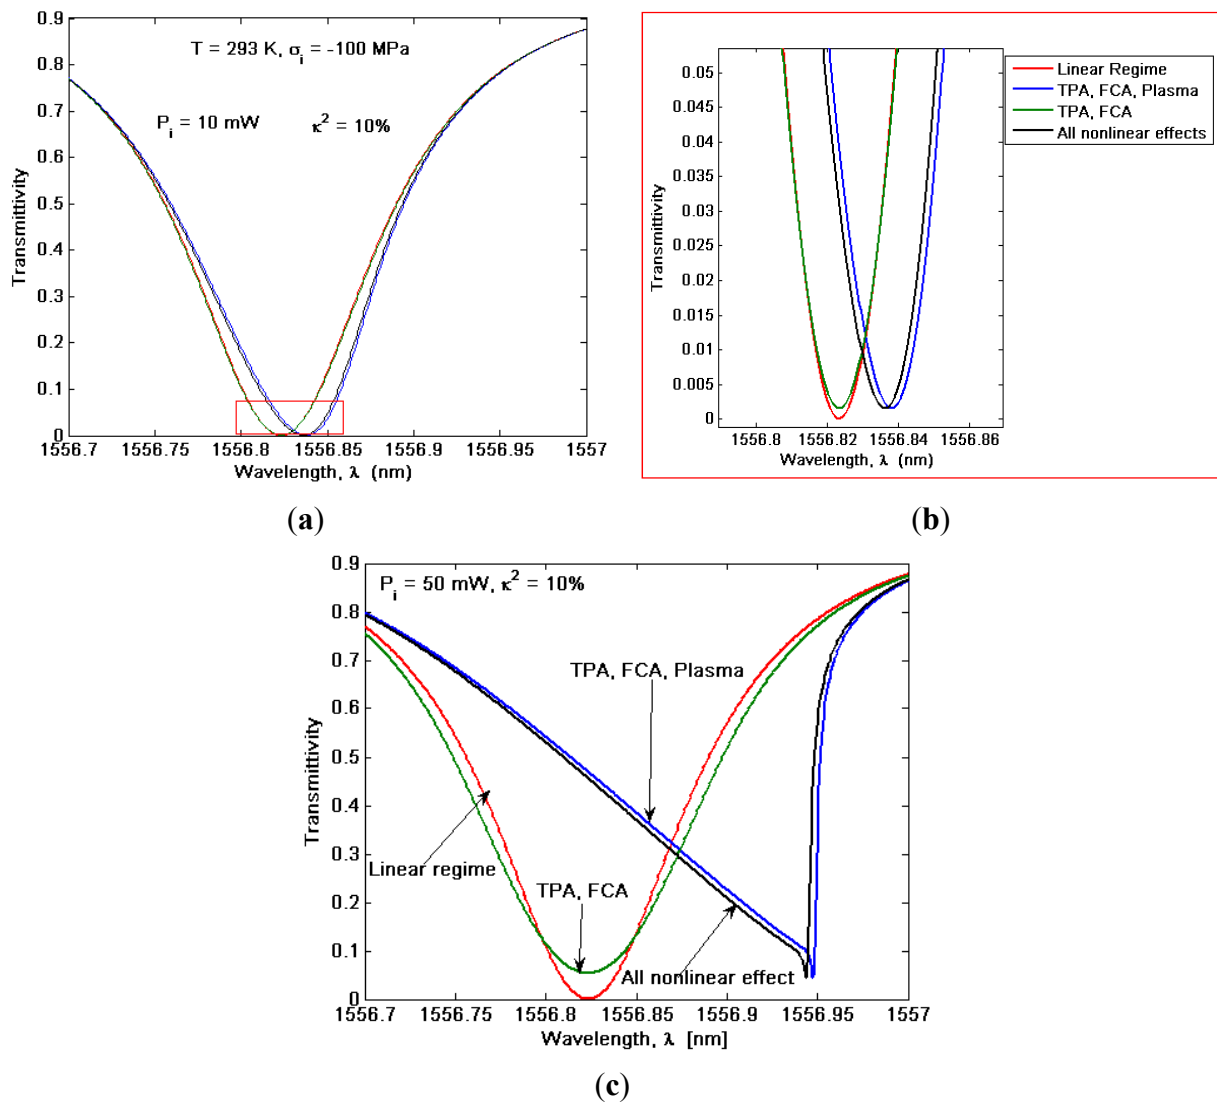 T = 293 K, σi = -100 MPa
Pi = 10 mW κ² = 10%
Transmittivity
0.9
0.8
0.7
0.6
0.5
0.4
0.3
0.2
0.1
0
1556.7 1556.75 1556.8 1556.85 1556.9 1556.95 1557
Wavelength, λ (nm)
(a)
Linear Regime
TPA, FCA, Plasma
TPA, FCA
All nonlinear effects
Transmittivity
0.05
0.045
0.04
0.035
0.03
0.025
0.02
0.015
0.01
0.005
0
1556.8 1556.82 1556.84 1556.86
Wavelength, λ (nm)
(b)
Pi = 50 mW, κ² = 10%
TPA, FCA, Plasma
Linear regime
TPA, FCA
All nonlinear effect
Transmittivity
0.9
0.8
0.7
0.6
0.5
0.4
0.3
0.2
0.1
0
1556.7 1556.75 1556.8 1556.85 1556.9 1556.95 1557
Wavelength, λ [nm]
(c)